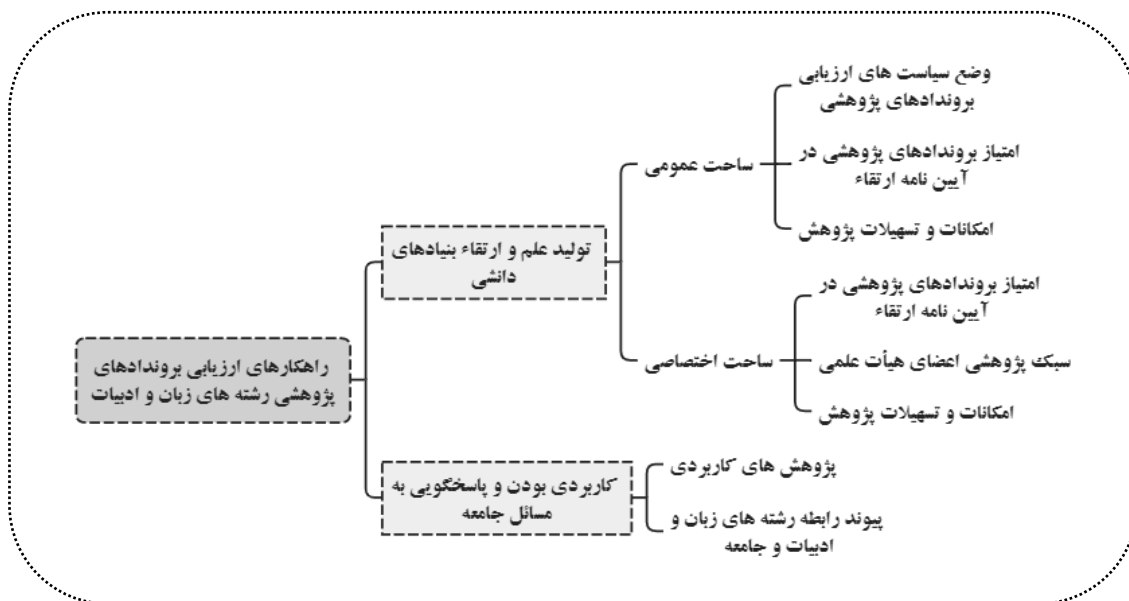 راهکارهای ارزیابی بروندادهای
پژوهشی رشته های زبان و ادبیات
تولید علم و ارتقاء بنیادهای
دانشی
ساحت عمومی
وضع سیاست های ارزیابی
بروندادهای پژوهشی
امتیاز بروندادهای پژوهشی در
آیین نامه ارتقاء
امکانات و تسهیلات پژوهش
ساحت اختصاصی
امتیاز بروندادهای پژوهشی در
آیین نامه ارتقاء
سبک پژوهشی اعضای هیأت علمی
امکانات و تسهیلات پژوهش
کاربردی بودن و پاسخگویی به
مسائل جامعه
پژوهش های کاربردی
پیوند رابطه رشته های زبان و
ادبیات و جامعه